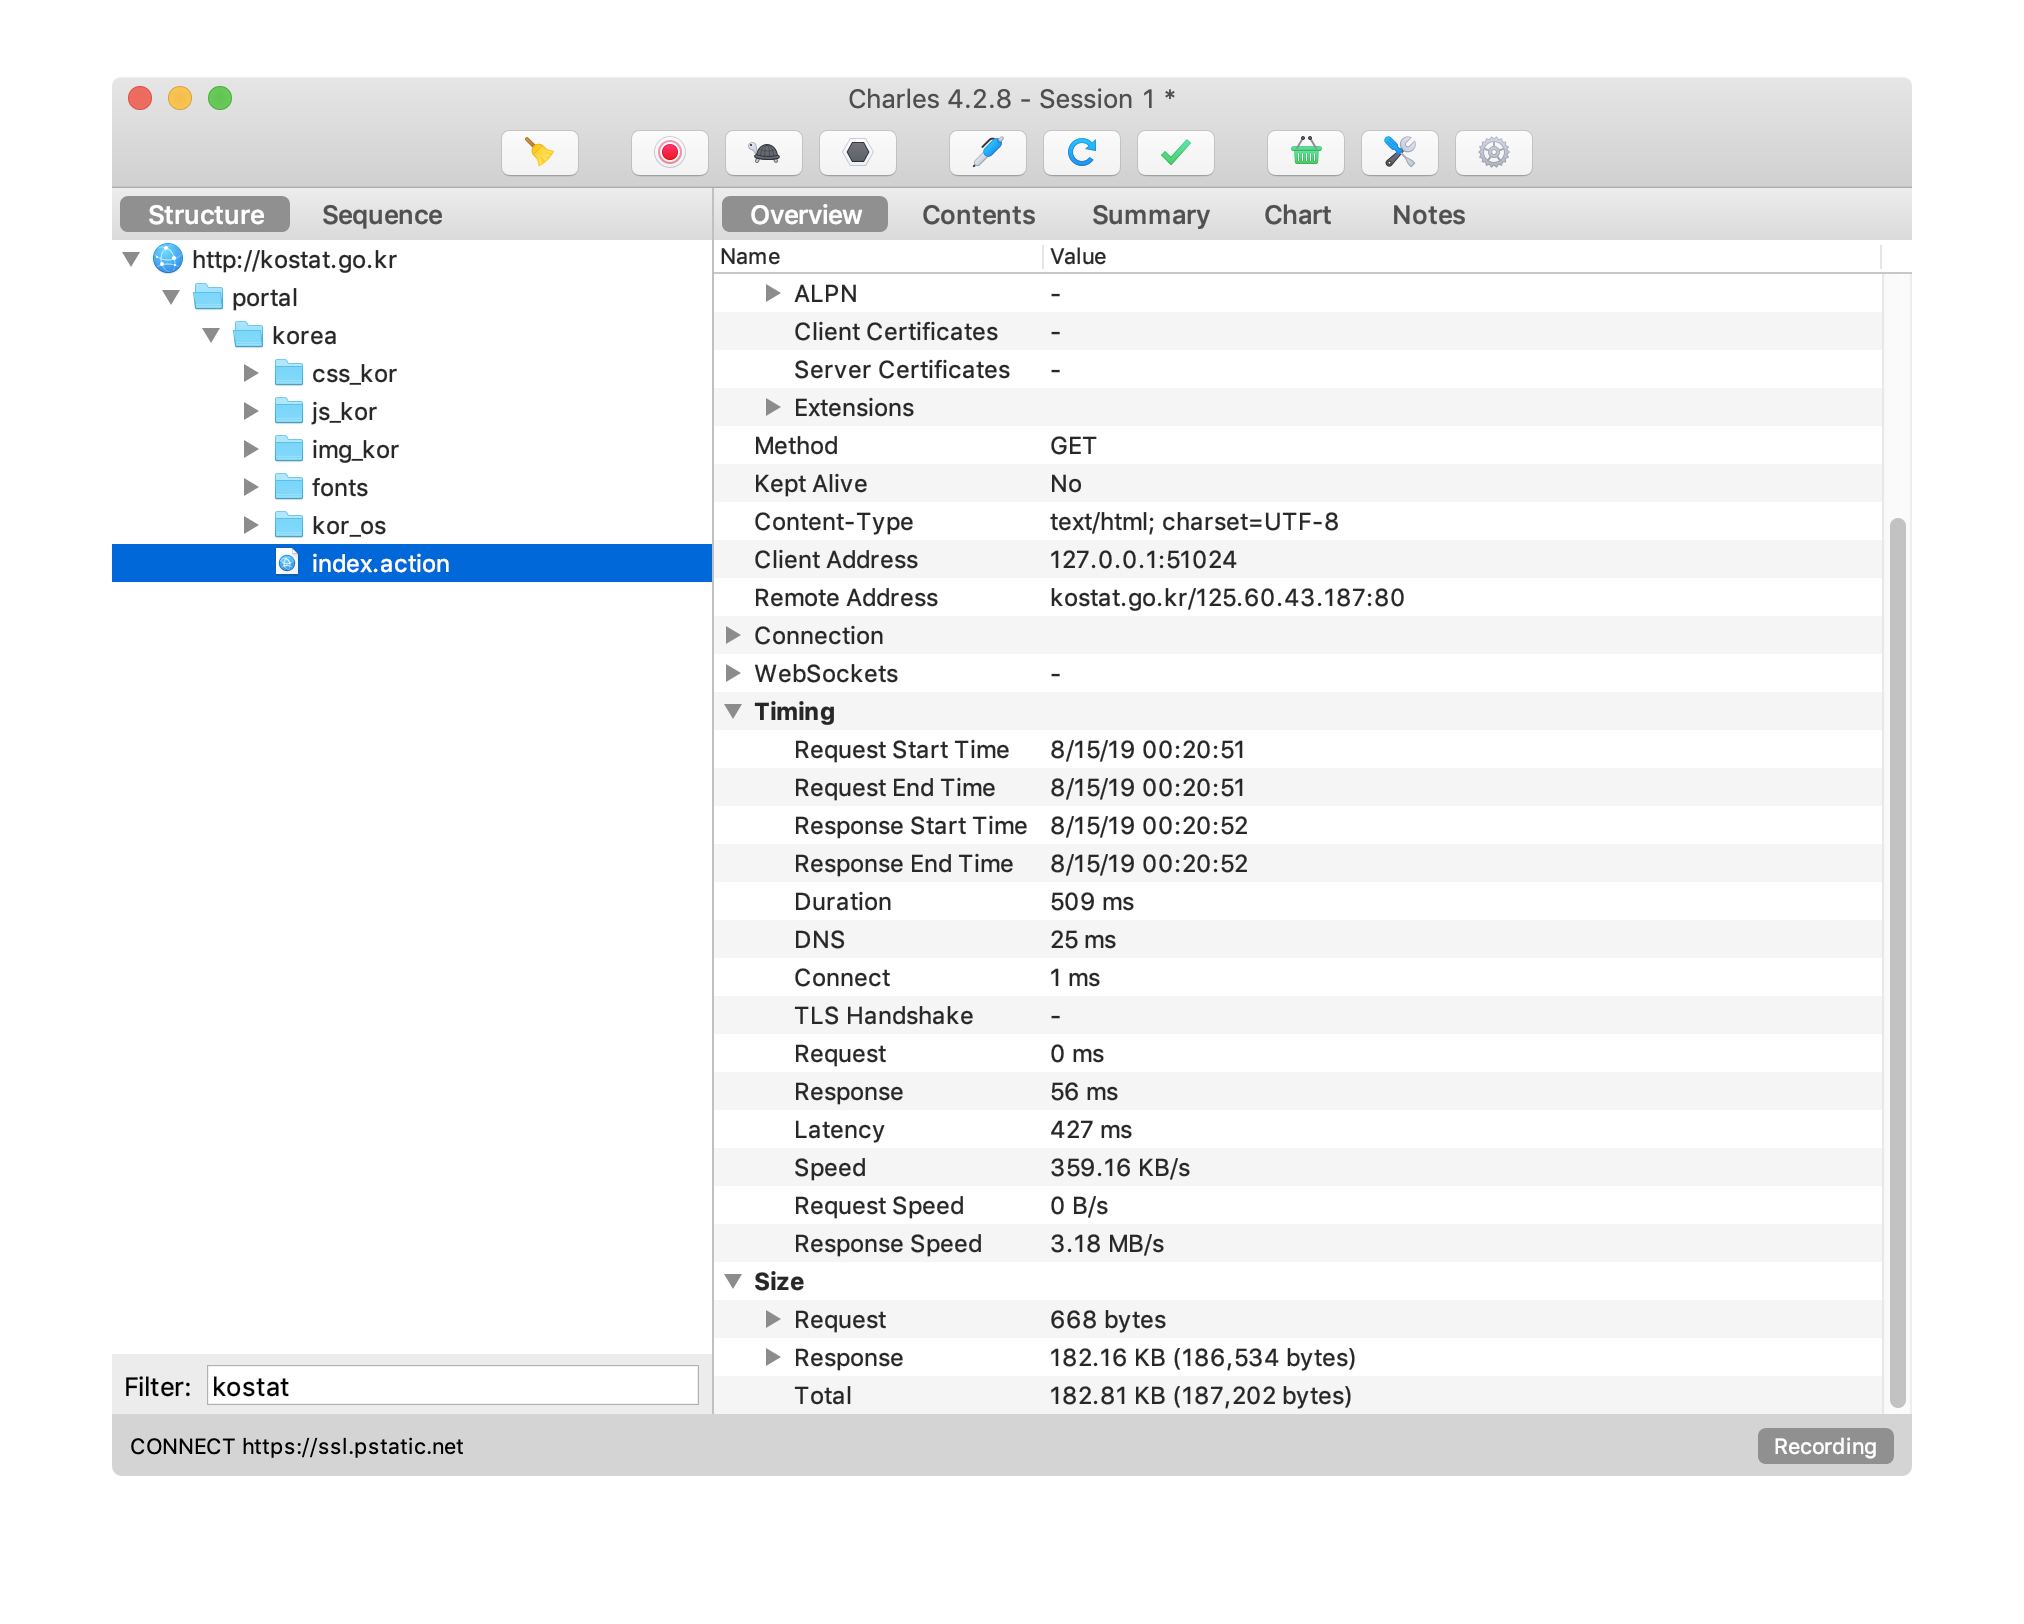 Charles 4.2.8 - Session 1 *
Structure Sequence
Overview Contents Summary Chart Notes
http://kostat.go.kr
portal
korea
css_kor
js_kor
img_kor
fonts
kor_os
index.action
Filter: kostat
Name Value
ALPN -
Client Certificates -
Server Certificates -
Extensions
Method GET
Kept Alive No
Content-Type text/html; charset=UTF-8
Client Address 127.0.0.1:51024
Remote Address kostat.go.kr/125.60.43.187:80
Connection
WebSockets -
Timing
Request Start Time 8/15/19 00:20:51
Request End Time 8/15/19 00:20:51
Response Start Time 8/15/19 00:20:52
Response End Time 8/15/19 00:20:52
Duration 509 ms
DNS 25 ms
Connect 1 ms
TLS Handshake -
Request 0 ms
Response 56 ms
Latency 427 ms
Speed 359.16 KB/s
Request Speed 0 B/s
Response Speed 3.18 MB/s
Size
Request 668 bytes
Response 182.16 KB (186,534 bytes)
Total 182.81 KB (187,202 bytes)
CONNECT https://ssl.pstatic.net
Recording